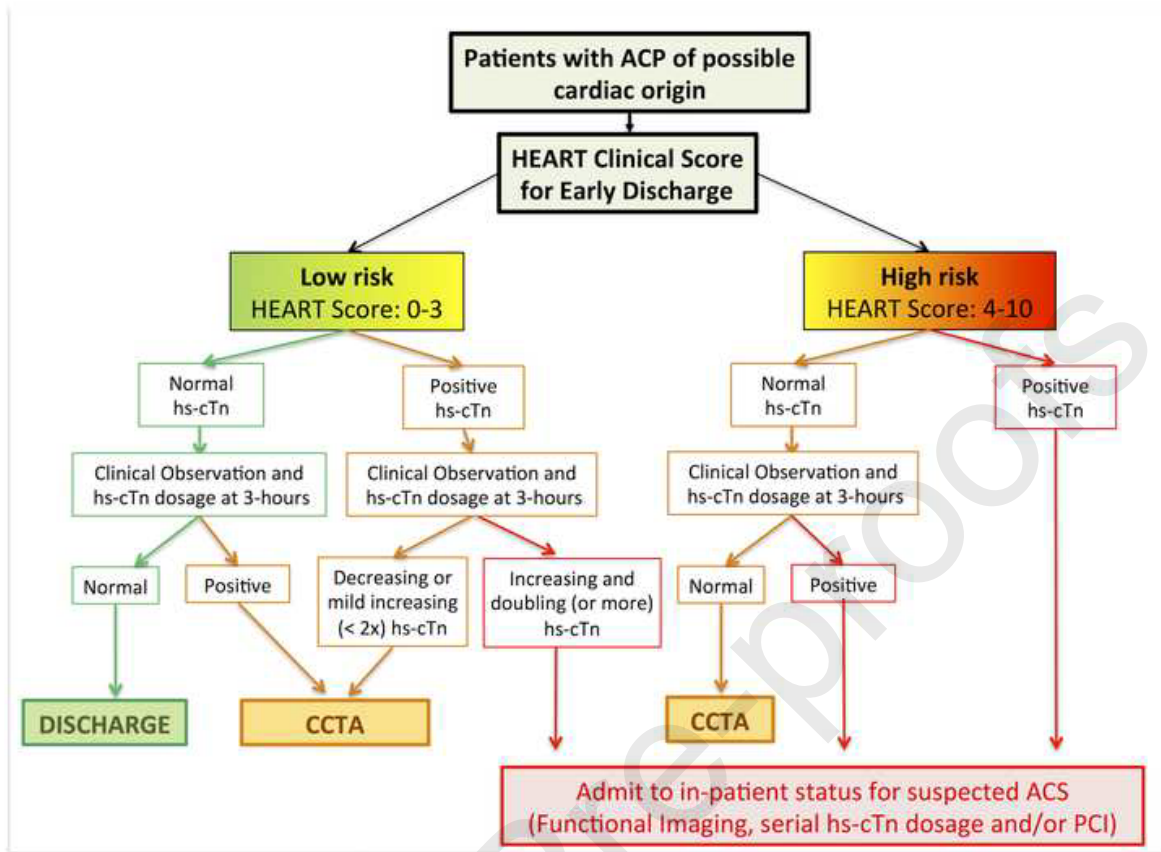 Patients with ACP of possible
cardiac origin
HEART Clinical Score
for Early Discharge
Low risk
HEART Score: 0-3
High risk
HEART Score: 4-10
Normal
hs-cTn
Positive
hs-cTn
Normal
hs-cTn
Positive
hs-cTn
Clinical Observation and
hs-cTn dosage at 3-hours
Clinical Observation and
hs-cTn dosage at 3-hours
Clinical Observation and
hs-cTn dosage at 3-hours
Normal
Positive
Decreasing or
mild increasing
(< 2x) hs-cTn
Increasing and
doubling (or more)
hs-cTn
Normal
Positive
DISCHARGE
CCTA
CCTA
Admit to in-patient status for suspected ACS
(Functional Imaging, serial hs-cTn dosage and/or PCI)
pre-proofs